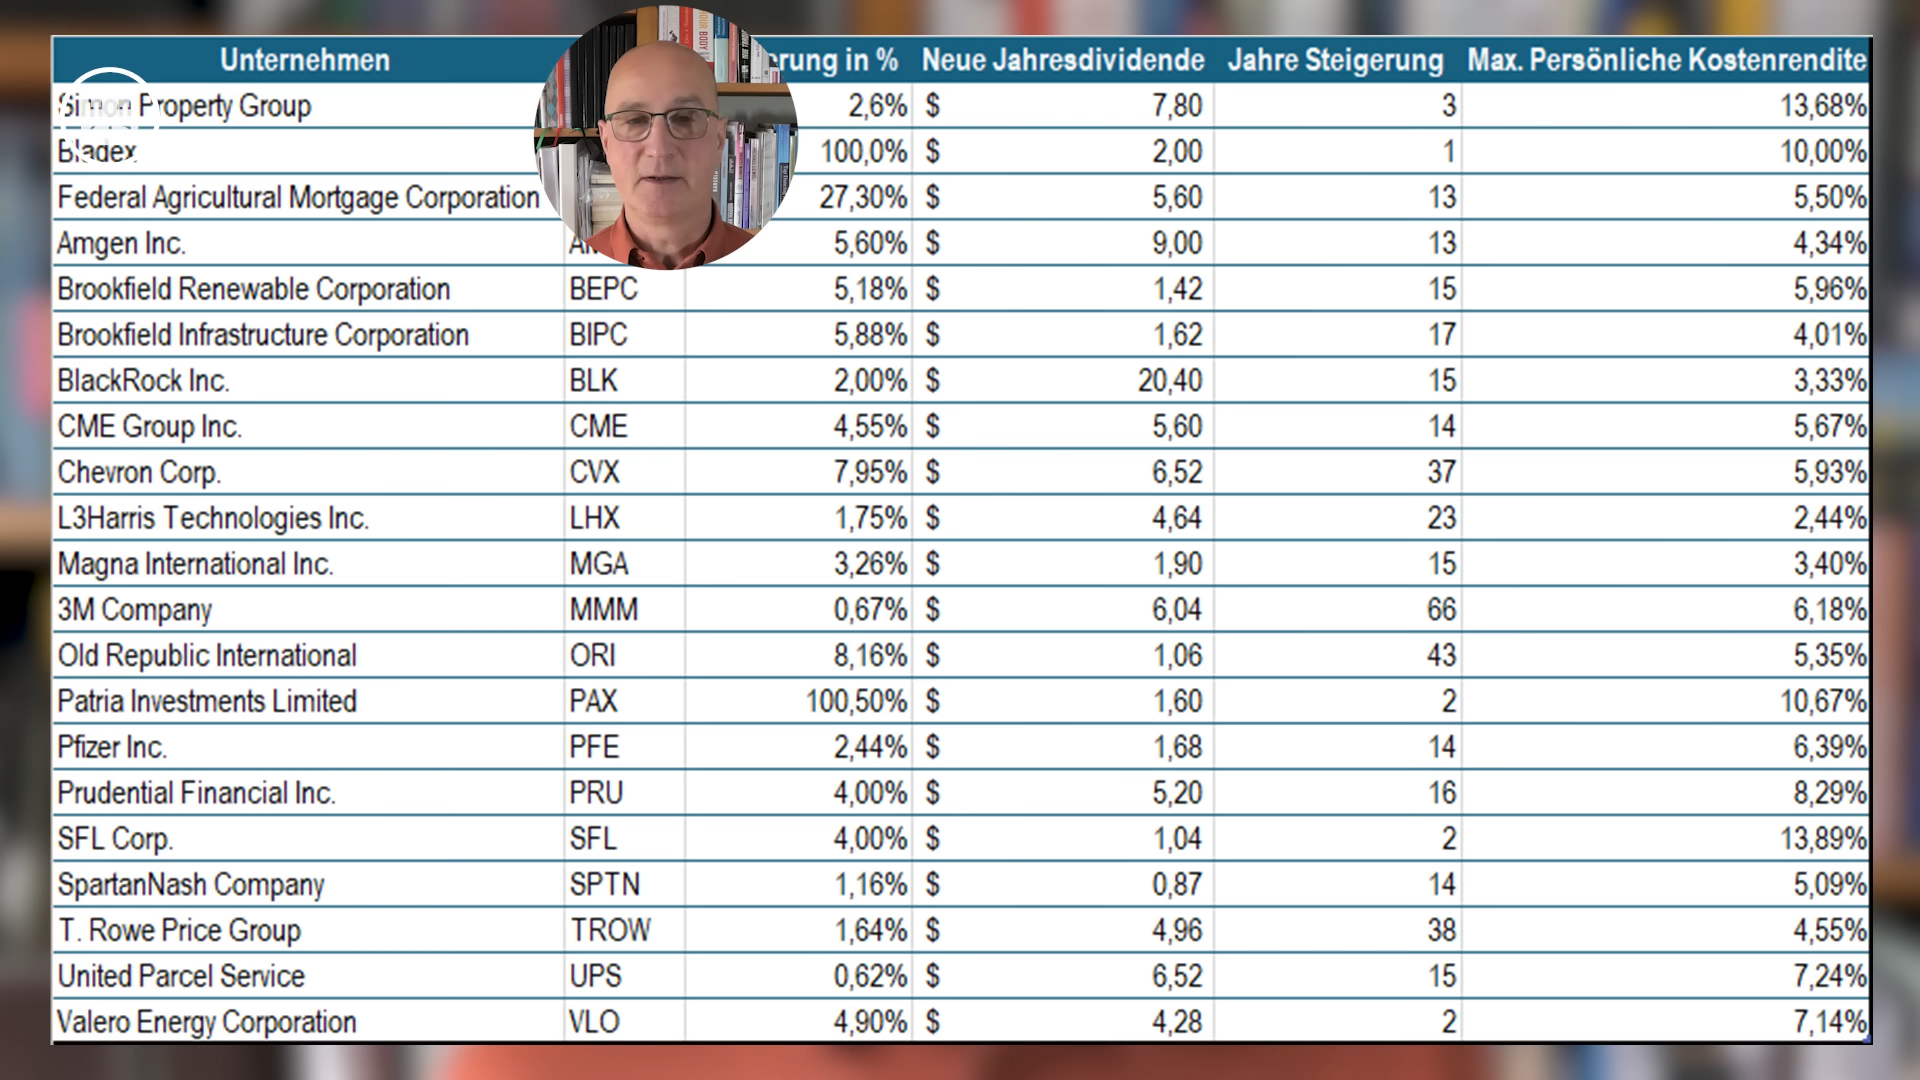 Unternehmen erung in % Neue Jahresdividende Jahre Steigerung Max. Persönliche Kostenrendite
Simon Property Group 2,6% $ 7,80 3 13,68%
Bladex 100,0% $ 2,00 1 10,00%
Federal Agricultural Mortgage Corporation 27,30% $ 5,60 13 5,50%
Amgen Inc. 5,60% $ 9,00 13 4,34%
Brookfield Renewable Corporation BEPC 5,18% $ 1,42 15 5,96%
Brookfield Infrastructure Corporation BIPC 5,88% $ 1,62 17 4,01%
BlackRock Inc. BLK 2,00% $ 20,40 15 3,33%
CME Group Inc. CME 4,55% $ 5,60 14 5,67%
Chevron Corp. CVX 7,95% $ 6,52 37 5,93%
L3Harris Technologies Inc. LHX 1,75% $ 4,64 23 2,44%
Magna International Inc. MGA 3,26% $ 1,90 15 3,40%
3M Company MMM 0,67% $ 6,04 66 6,18%
Old Republic International ORI 8,16% $ 1,06 43 5,35%
Patria Investments Limited PAX 100,50% $ 1,60 2 10,67%
Pfizer Inc. PFE 2,44% $ 1,68 14 6,39%
Prudential Financial Inc. PRU 4,00% $ 5,20 16 8,29%
SFL Corp. SFL 4,00% $ 1,04 2 13,89%
SpartanNash Company SPTN 1,16% $ 0,87 14 5,09%
T. Rowe Price Group TROW 1,64% $ 4,96 38 4,55%
United Parcel Service UPS 0,62% $ 6,52 15 7,24%
Valero Energy Corporation VLO 4,90% $ 4,28 2 7,14%